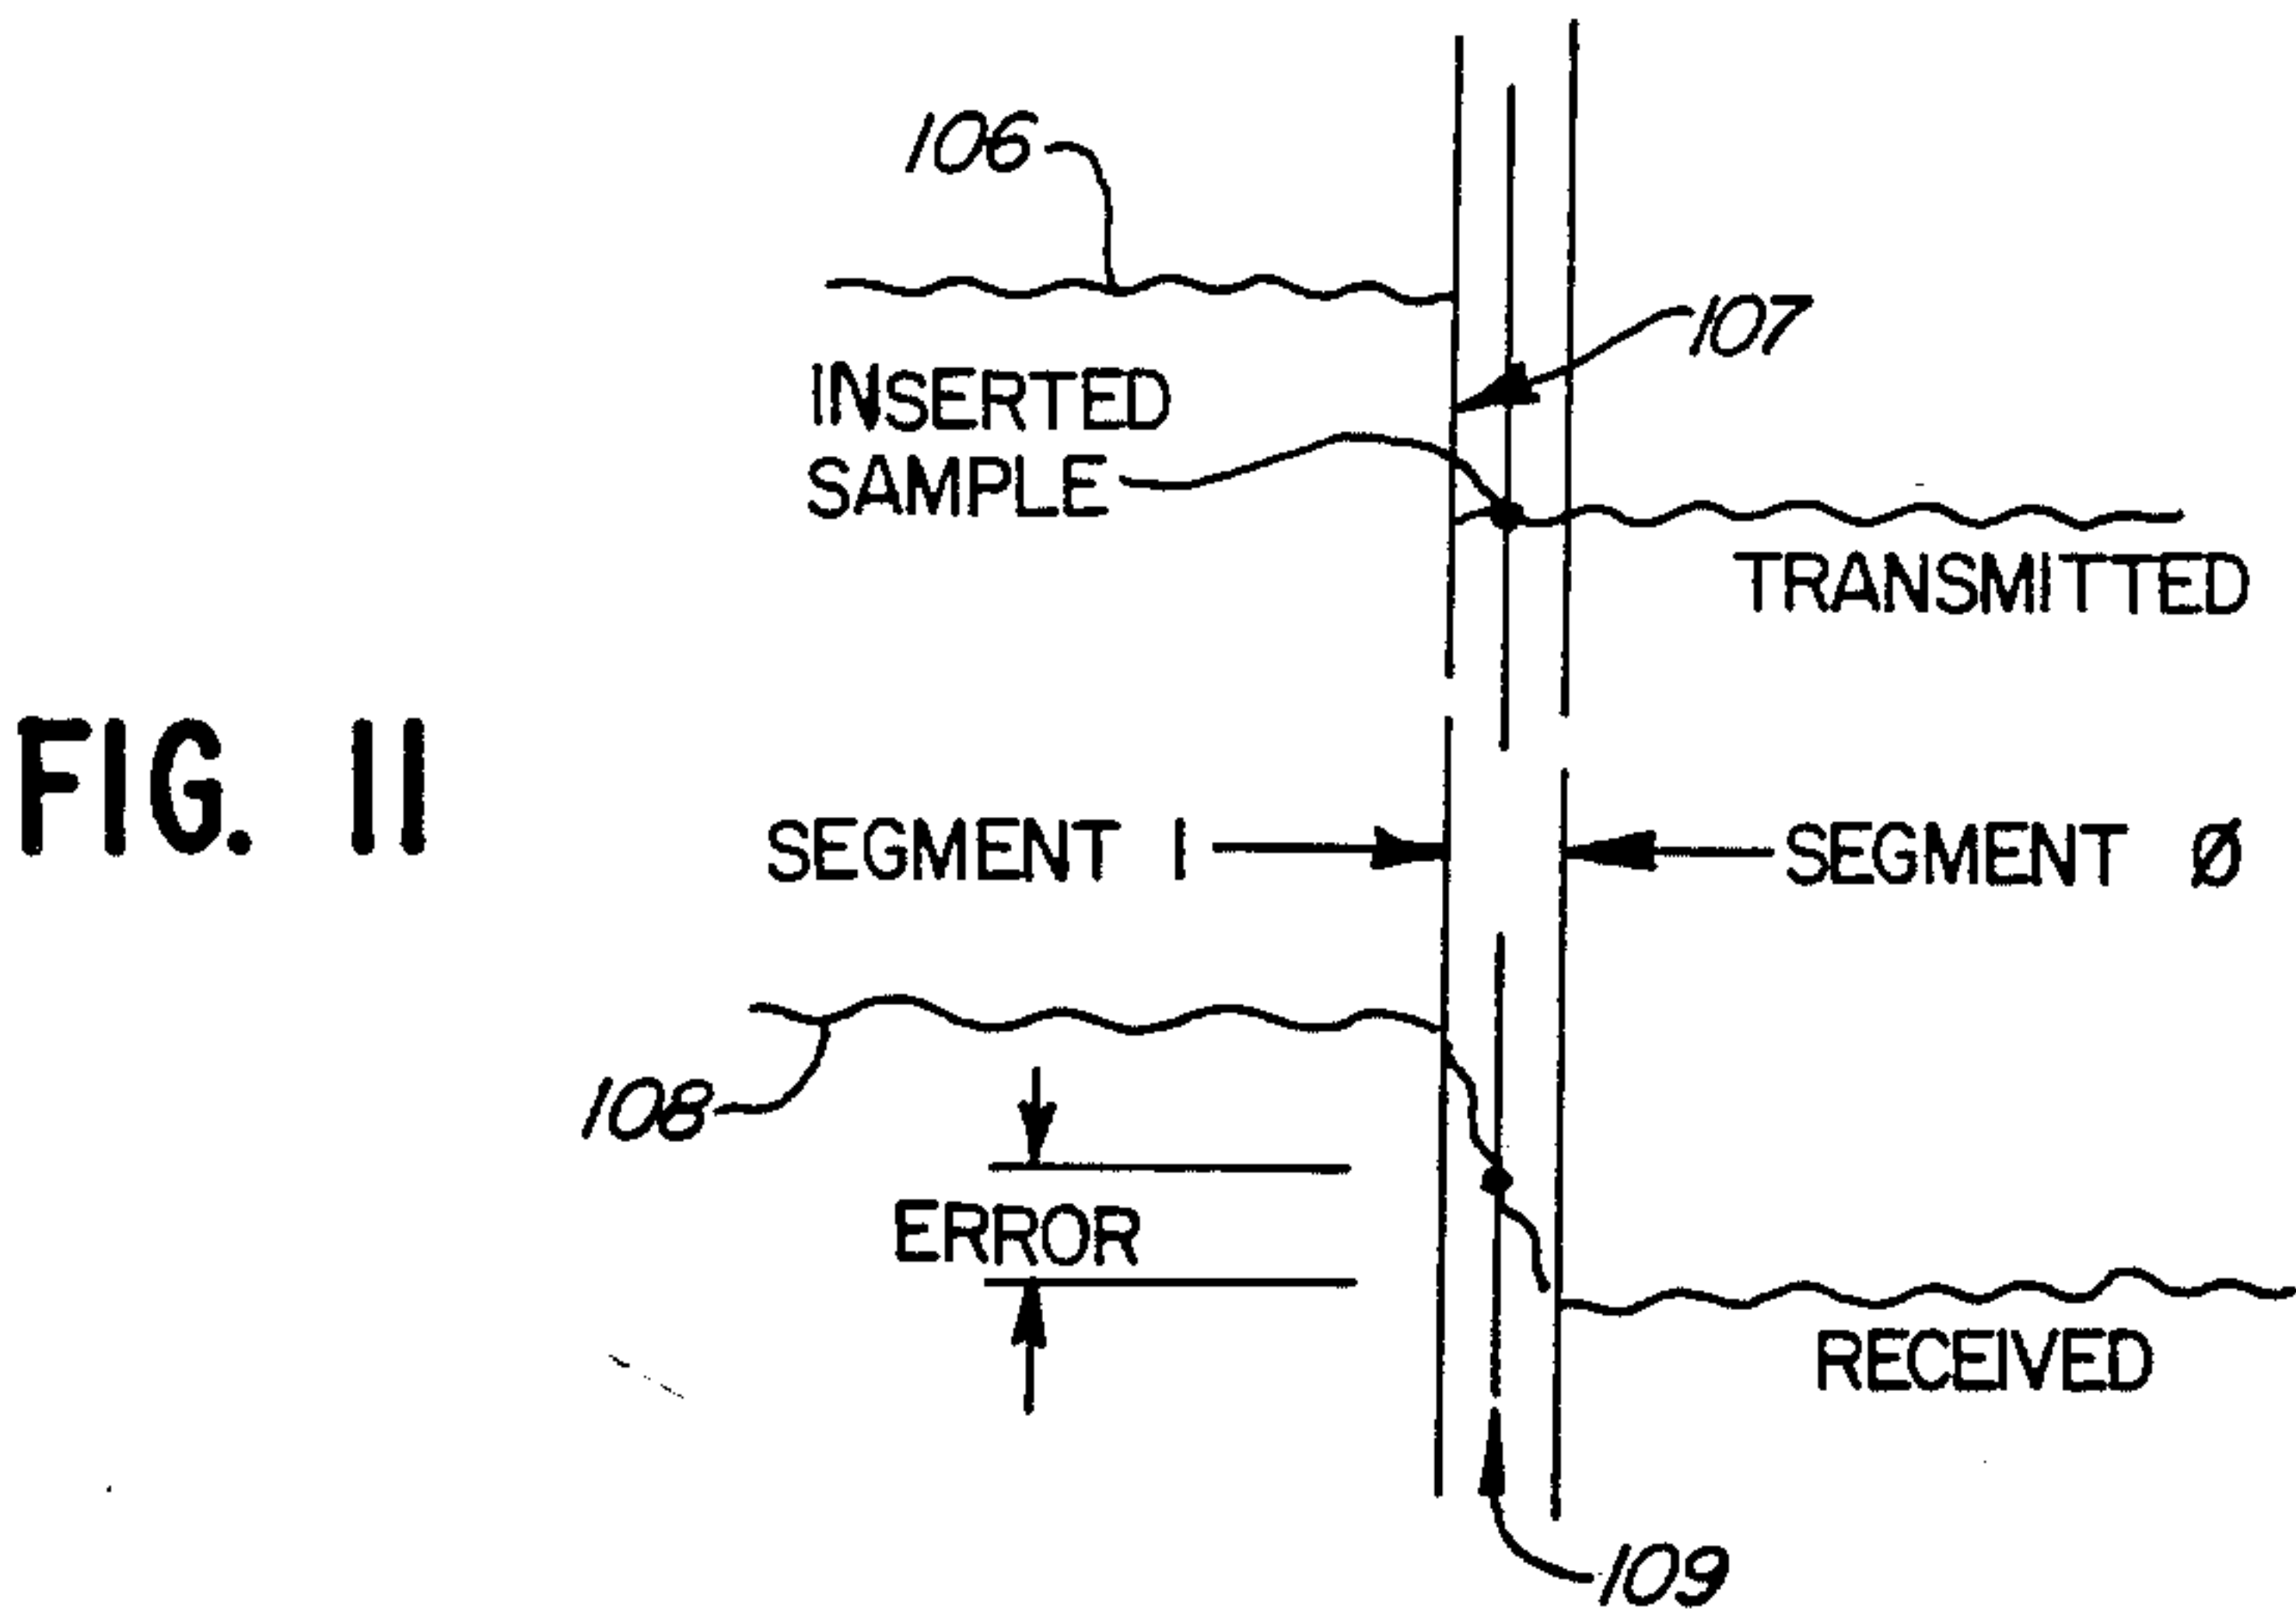 106
107
INSERTED
SAMPLE
TRANSMITTED
FIG. 11
SEGMENT 1
SEGMENT Ø
108
ERROR
RECEIVED
109